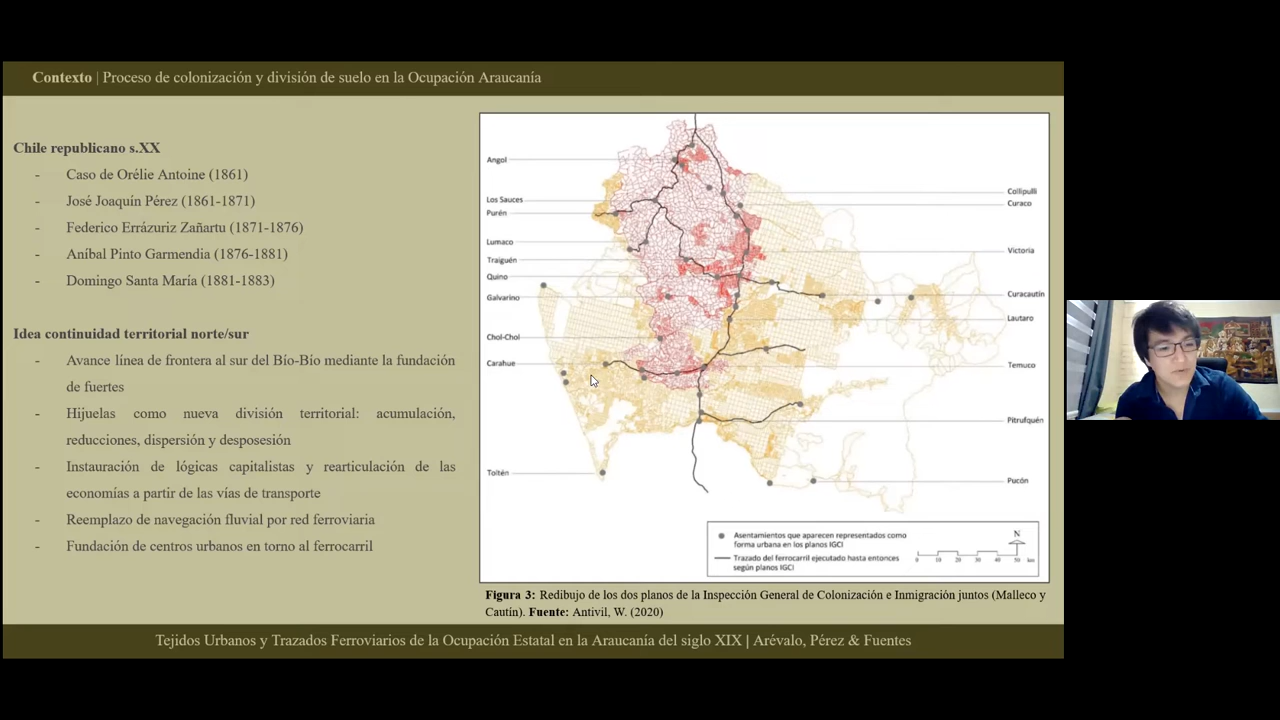 Contexto | Proceso de colonización y división de suelo en la Ocupación Araucanía
Chile republicano s.XX
- Caso de Orélie Antoine (1861)
- José Joaquín Pérez (1861-1871)
- Federico Errázuriz Zañartu (1871-1876)
- Aníbal Pinto Garmendia (1876-1881)
- Domingo Santa María (1881-1883)
Idea continuidad territorial norte/sur
- Avance línea de frontera al sur del Bío-Bío mediante la fundación
de fuertes
- Hijuelas como nueva división territorial: acumulación,
reducciones, dispersión y desposesión
- Instauración de lógicas capitalistas y rearticulación de las
economías a partir de las vías de transporte
- Reemplazo de navegación fluvial por red ferroviaria
- Fundación de centros urbanos en torno al ferrocarril
Angol
Los Sauces
Purén
Lumaco
Traiguén
Quino
Galvarino
Chol-Chol
Carahue
Toltén
Collipulli
Curaco
Victoria
Curacautín
Lautaro
Temuco
Pitrufquén
Pucón
Asentamientos que aparecen representados como
forma urbana en los planos IGCI
Trazado del ferrocarril ejecutado hasta entonces
según planos IGCI
N
0 10 20 30 40 50 km
Figura 3: Redibujo de los dos planos de la Inspección General de Colonización e Inmigración juntos (Malleco y
Cautín). Fuente: Antivil, W. (2020)
Tejidos Urbanos y Trazados Ferroviarios de la Ocupación Estatal en la Araucanía del siglo XIX | Arévalo, Pérez & Fuentes